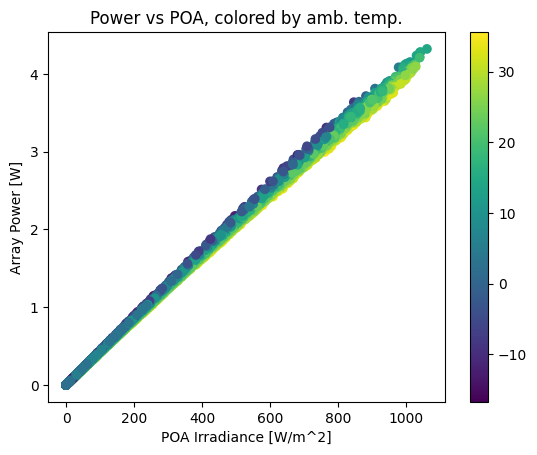 Power vs POA, colored by amb. temp.
Array Power [W]
4
3
2
1
0
0 200 400 600 800 1000
POA Irradiance [W/m^2]
30
20
10
0
−10